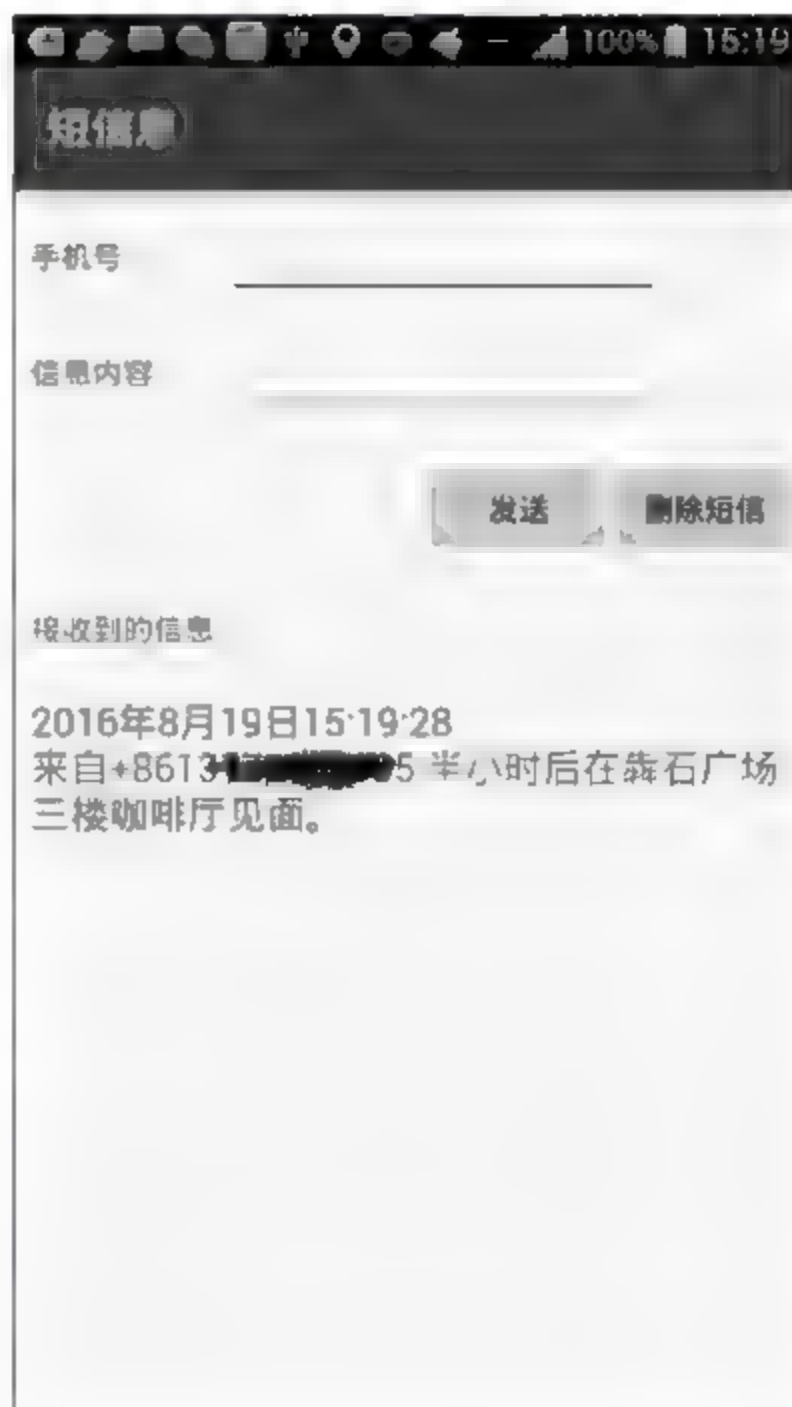 100% 15:19
短信息
手机号
信息内容
发送 删除短信
接收到的信息
2016年8月19日15:19:28
来自+8613 5 半小时后在犇石广场
三楼咖啡厅见面。